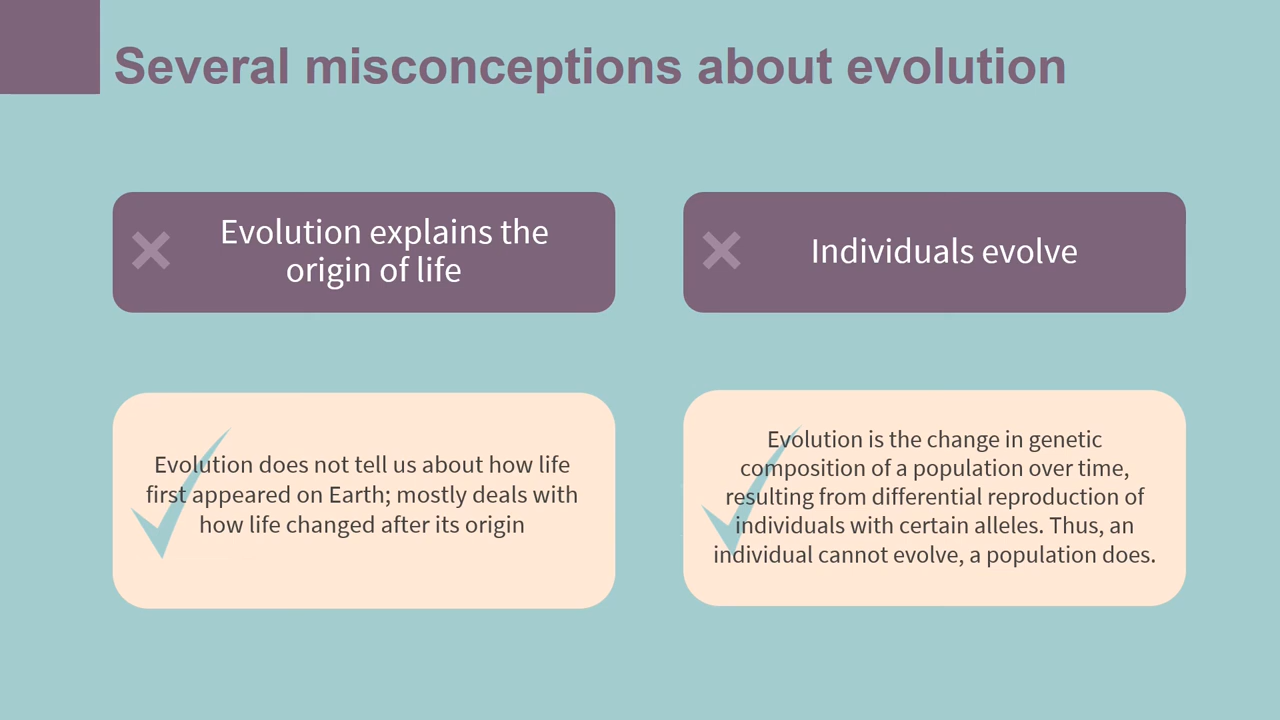 Several misconceptions about evolution
Evolution explains the
origin of life
Individuals evolve
Evolution does not tell us about how life
first appeared on Earth; mostly deals with
how life changed after its origin
Evolution is the change in genetic
composition of a population over time,
resulting from differential reproduction of
individuals with certain alleles. Thus, an
individual cannot evolve, a population does.